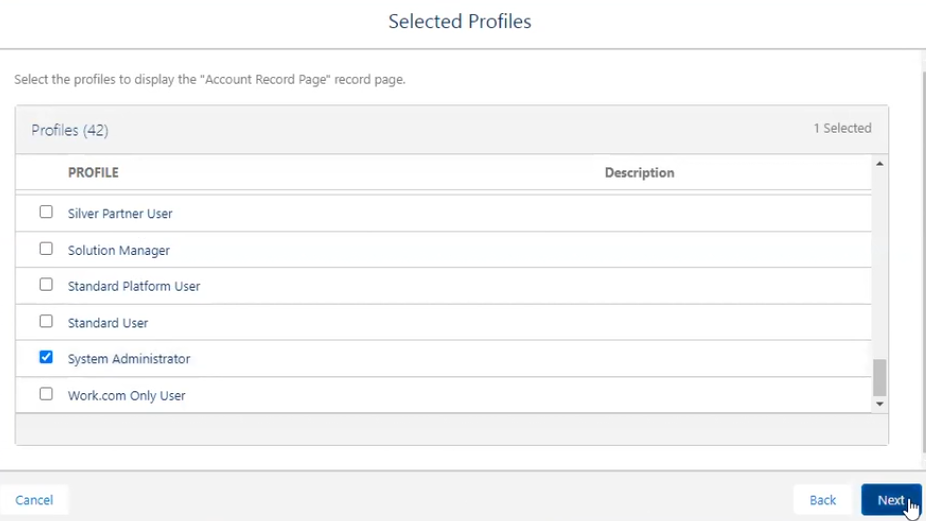 Selected Profiles
Select the profiles to display the "Account Record Page" record page.
Profiles (42)
1 Selected
PROFILE
Description
Silver Partner User
Solution Manager
Standard Platform User
Standard User
System Administrator
Work.com Only User
Cancel
Back
Next